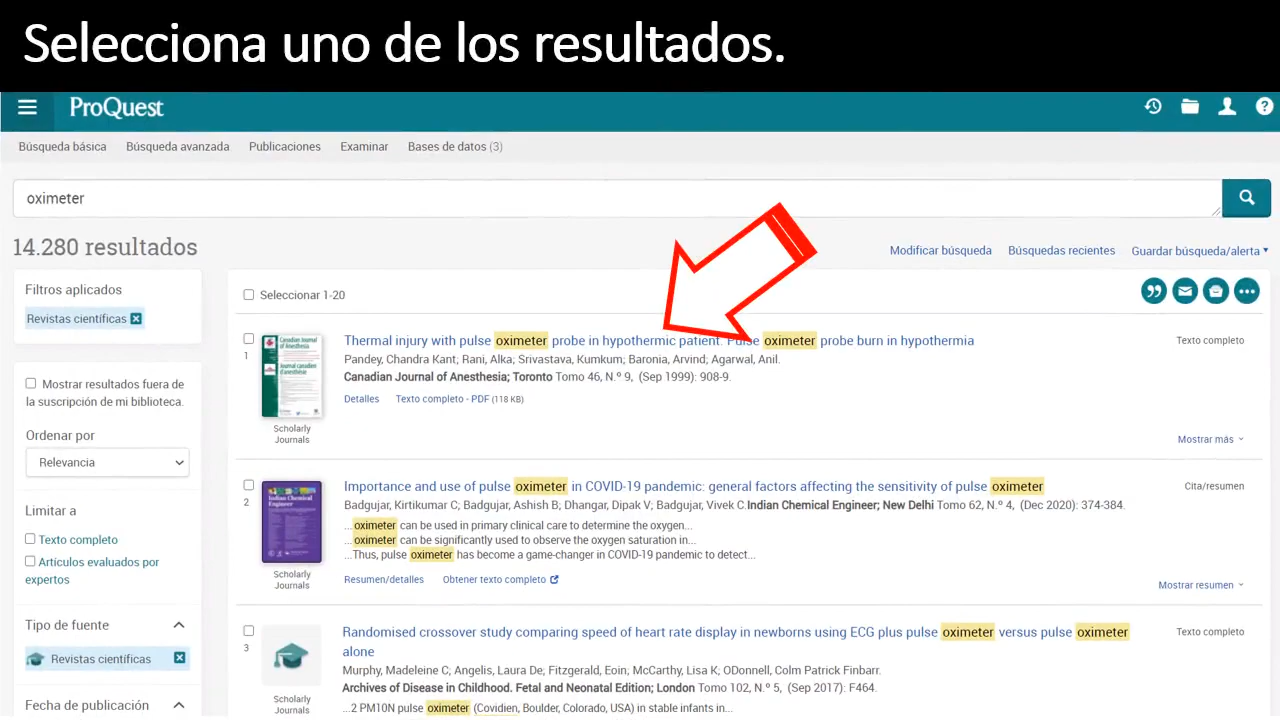 Selecciona uno de los resultados.
ProQuest
Búsqueda básica Búsqueda avanzada Publicaciones Examinar Bases de datos (3)
oximeter
14.280 resultados
Modificar búsqueda Búsquedas recientes Guardar búsqueda/alerta
Filtros aplicados
Revistas científicas
Mostrar resultados fuera de
la suscripción de mi biblioteca.
Ordenar por
Relevancia
Limitar a
Texto completo
Artículos evaluados por
expertos
Tipo de fuente
Revistas científicas
Fecha de publicación
Seleccionar 1-20
1
Canadian Journal
of Anesthesia
Journal canadien
d'anesthésie
Scholarly
Journals
Thermal injury with pulse oximeter probe in hypothermic patient. Pulse oximeter probe burn in hypothermia
Texto completo
Pandey, Chandra Kant; Rani, Alka; Srivastava, Kumkum; Baronia, Arvind; Agarwal, Anil.
Canadian Journal of Anesthesia; Toronto Tomo 46, N.º 9, (Sep 1999): 908-9.
Detalles Texto completo - PDF (118 KB)
Mostrar más
2
Indian Chemical
Engineer
Scholarly
Journals
Importance and use of pulse oximeter in COVID-19 pandemic: general factors affecting the sensitivity of pulse oximeter
Cita/resumen
Badgujar, Kirtikumar C; Badgujar, Ashish B; Dhangar, Dipak V; Badgujar, Vivek C.Indian Chemical Engineer; New Delhi Tomo 62, N.º 4, (Dec 2020): 374-384.
...oximeter can be used in primary clinical care to determine the oxygen...
...oximeter can be significantly used to observe the oxygen saturation in...
...Thus, pulse oximeter has become a game-changer in COVID-19 pandemic to detect...
Resumen/detalles Obtener texto completo
Mostrar resumen
3
Scholarly
Journals
Randomised crossover study comparing speed of heart rate display in newborns using ECG plus pulse oximeter versus pulse oximeter
alone
Texto completo
Murphy, Madeleine C; Angelis, Laura De; Fitzgerald, Eoin; McCarthy, Lisa K; ODonnell, Colm Patrick Finbarr.
Archives of Disease in Childhood. Fetal and Neonatal Edition; London Tomo 102, N.º 5, (Sep 2017): F464.
...2 PM10N pulse oximeter (Covidien, Boulder, Colorado, USA) in stable infants in...